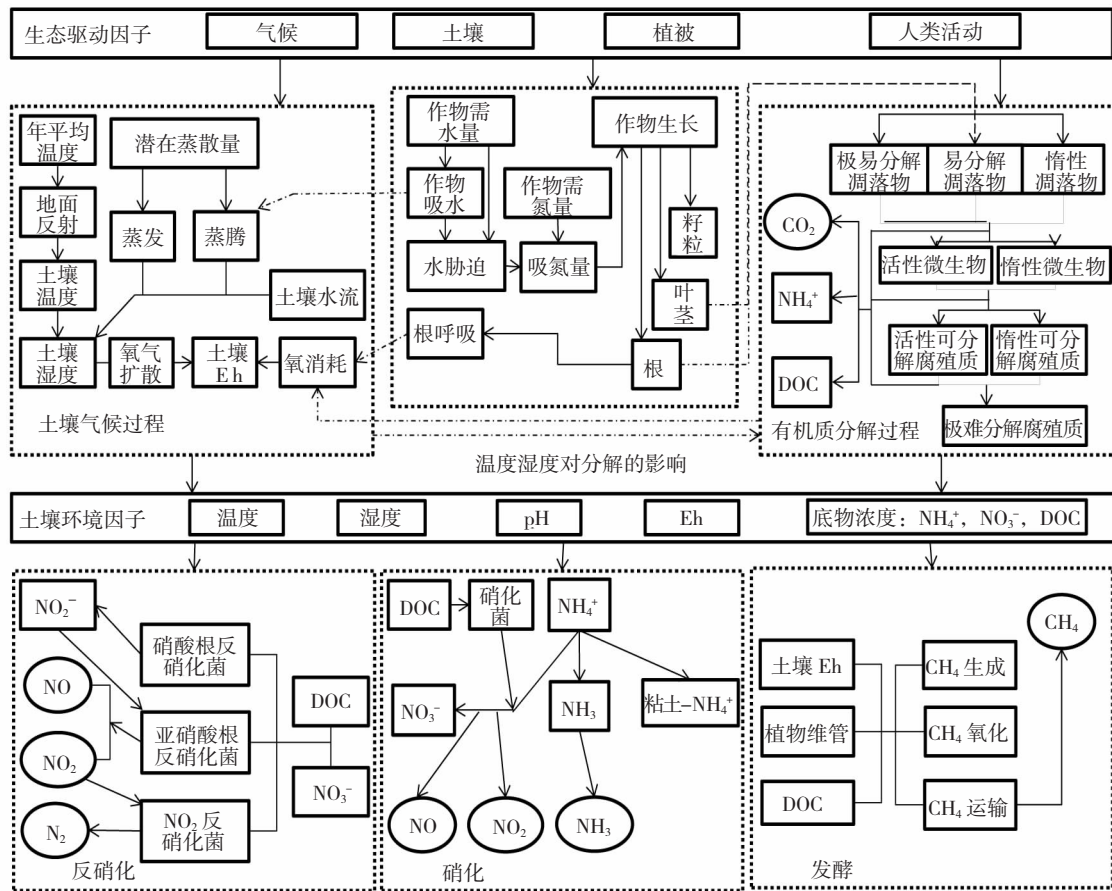 生态驱动因子
气候
土壤
植被
人类活动
年平均
温度
潜在蒸散量
地面
反射
蒸发
蒸腾
土壤
温度
土壤水流
土壤
湿度
氧气
扩散
土壤
Eh
氧消耗
土壤气候过程
作物需
水量
作物生长
作物
吸水
作物需
氮量
籽
粒
水胁迫
吸氮量
叶
茎
根呼吸
根
极易分解
凋落物
易分解
凋落物
惰性
凋落物
CO₂
活性微生物
惰性微生物
NH₄⁺
活性可分
解腐殖质
惰性可分
解腐殖质
DOC
有机质分解过程
极难分解腐殖质
温度湿度对分解的影响
土壤环境因子
温度
湿度
pH
Eh
底物浓度：NH₄⁺，NO₃⁻，DOC
NO₂⁻
硝酸根反
硝化菌
NO
DOC
亚硝酸根
反硝化菌
NO₂
NO₃⁻
NO₂反
硝化菌
N₂
反硝化
DOC
硝化
菌
NH₄⁺
NO₃⁻
NH₃
粘土-NH₄⁺
NO
NO₂
NH₃
硝化
CH₄
土壤 Eh
CH₄ 生成
植物维管
CH₄ 氧化
DOC
CH₄ 运输
发酵